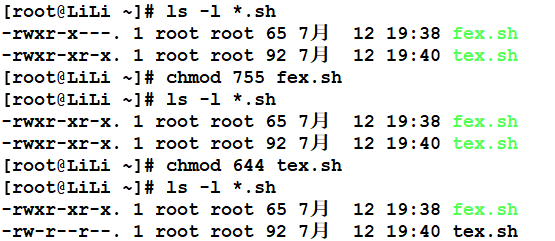 [root@LiLi ~]# ls -l *.sh
-rwxr-x---. 1 root root 65 7月  12 19:38 fex.sh
-rwxr-xr-x. 1 root root 92 7月  12 19:40 tex.sh
[root@LiLi ~]# chmod 755 fex.sh
[root@LiLi ~]# ls -l *.sh
-rwxr-xr-x. 1 root root 65 7月  12 19:38 fex.sh
-rwxr-xr-x. 1 root root 92 7月  12 19:40 tex.sh
[root@LiLi ~]# chmod 644 tex.sh
[root@LiLi ~]# ls -l *.sh
-rwxr-xr-x. 1 root root 65 7月  12 19:38 fex.sh
-rw-r--r--. 1 root root 92 7月  12 19:40 tex.sh